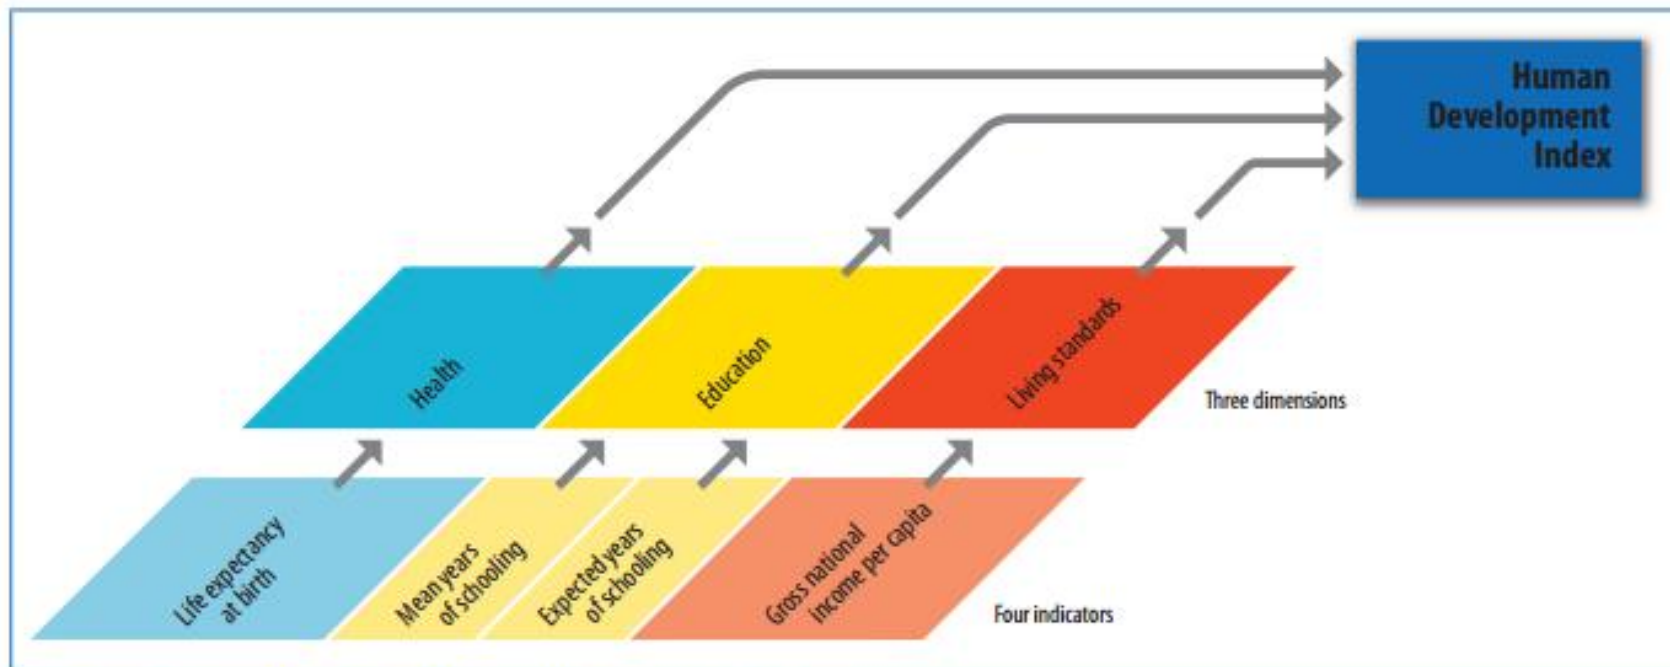 Human
Development
Index
Health
Education
Living standards
Three dimensions
Life expectancy
at birth
Mean years
of schooling
Expected years
of schooling
Gross national
income per capita
Four indicators